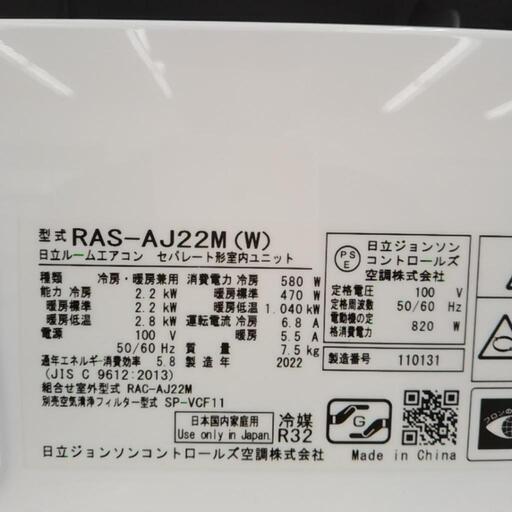 型式 RAS-AJ22M (W)
日立ルームエアコン セパレート形室内ユニット
種類 冷房・暖房兼用
能力 冷房 2.2 kW
暖房標準 2.2 kW
暖房低温 2.8 kW
電源 100 V
50/60 Hz
通年エネルギー消費効率 5.8
(JIS C 9612:2013)
組合せ室外型式 RAC-AJ22M
別売空気清浄フィルター型式 SP-VCF11
消費電力 冷房 580 W
暖房標準 470 W
暖房低温 1.040 kW
運転電流 冷房 6.8 A
暖房 5.5 A
質量 7.5 kg
製造年 2022
日本国内家庭用
Use only in Japan
冷媒
R32
日立ジョンソンコントロールズ空調株式会社
PS
E
日立ジョンソン
コントロールズ
空調株式会社
定格電圧 100 V
定格周波数 50/60 Hz
電動機の定
格消費電力 820 W
製造番号 110131
G
Made in China
フロンの